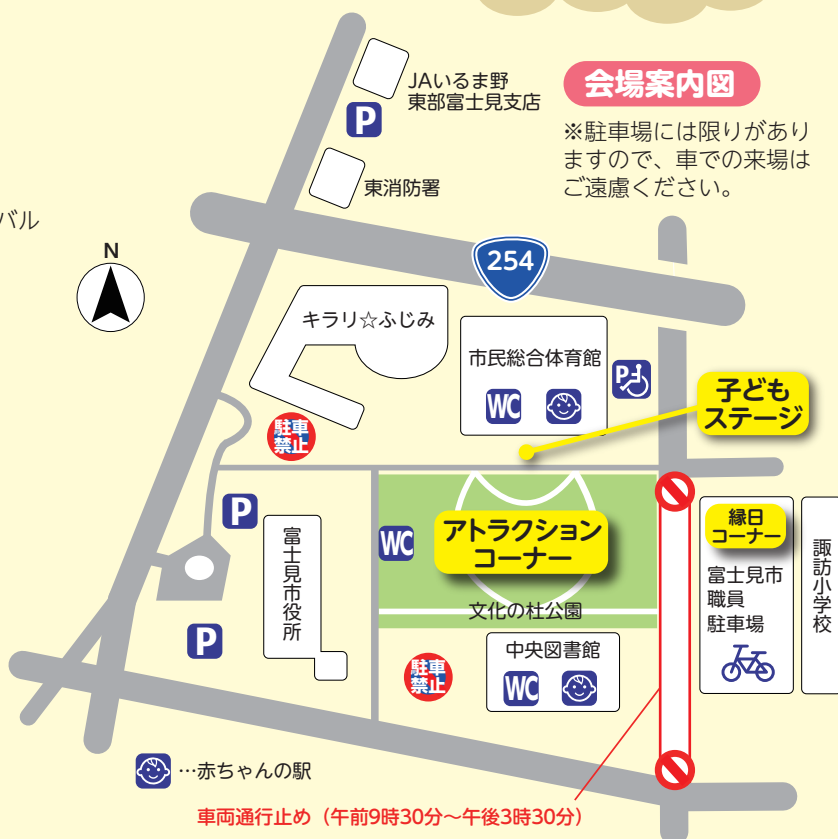 会場案内図
※駐車場には限りがあり
ますので、車での来場は
ご遠慮ください。
JAいるま野
東部富士見支店
P
東消防署
バル
N
254
キラリ☆ふじみ
市民総合体育館
WC
P
子ども
ステージ
駐車
禁止
P
WC
アトラクション
コーナー
縁日
コーナー
富士見市
職員
駐車場
諏訪小学校
富士見市役所
文化の杜公園
P
駐車
禁止
中央図書館
WC
…赤ちゃんの駅
車両通行止め（午前9時30分～午後3時30分）